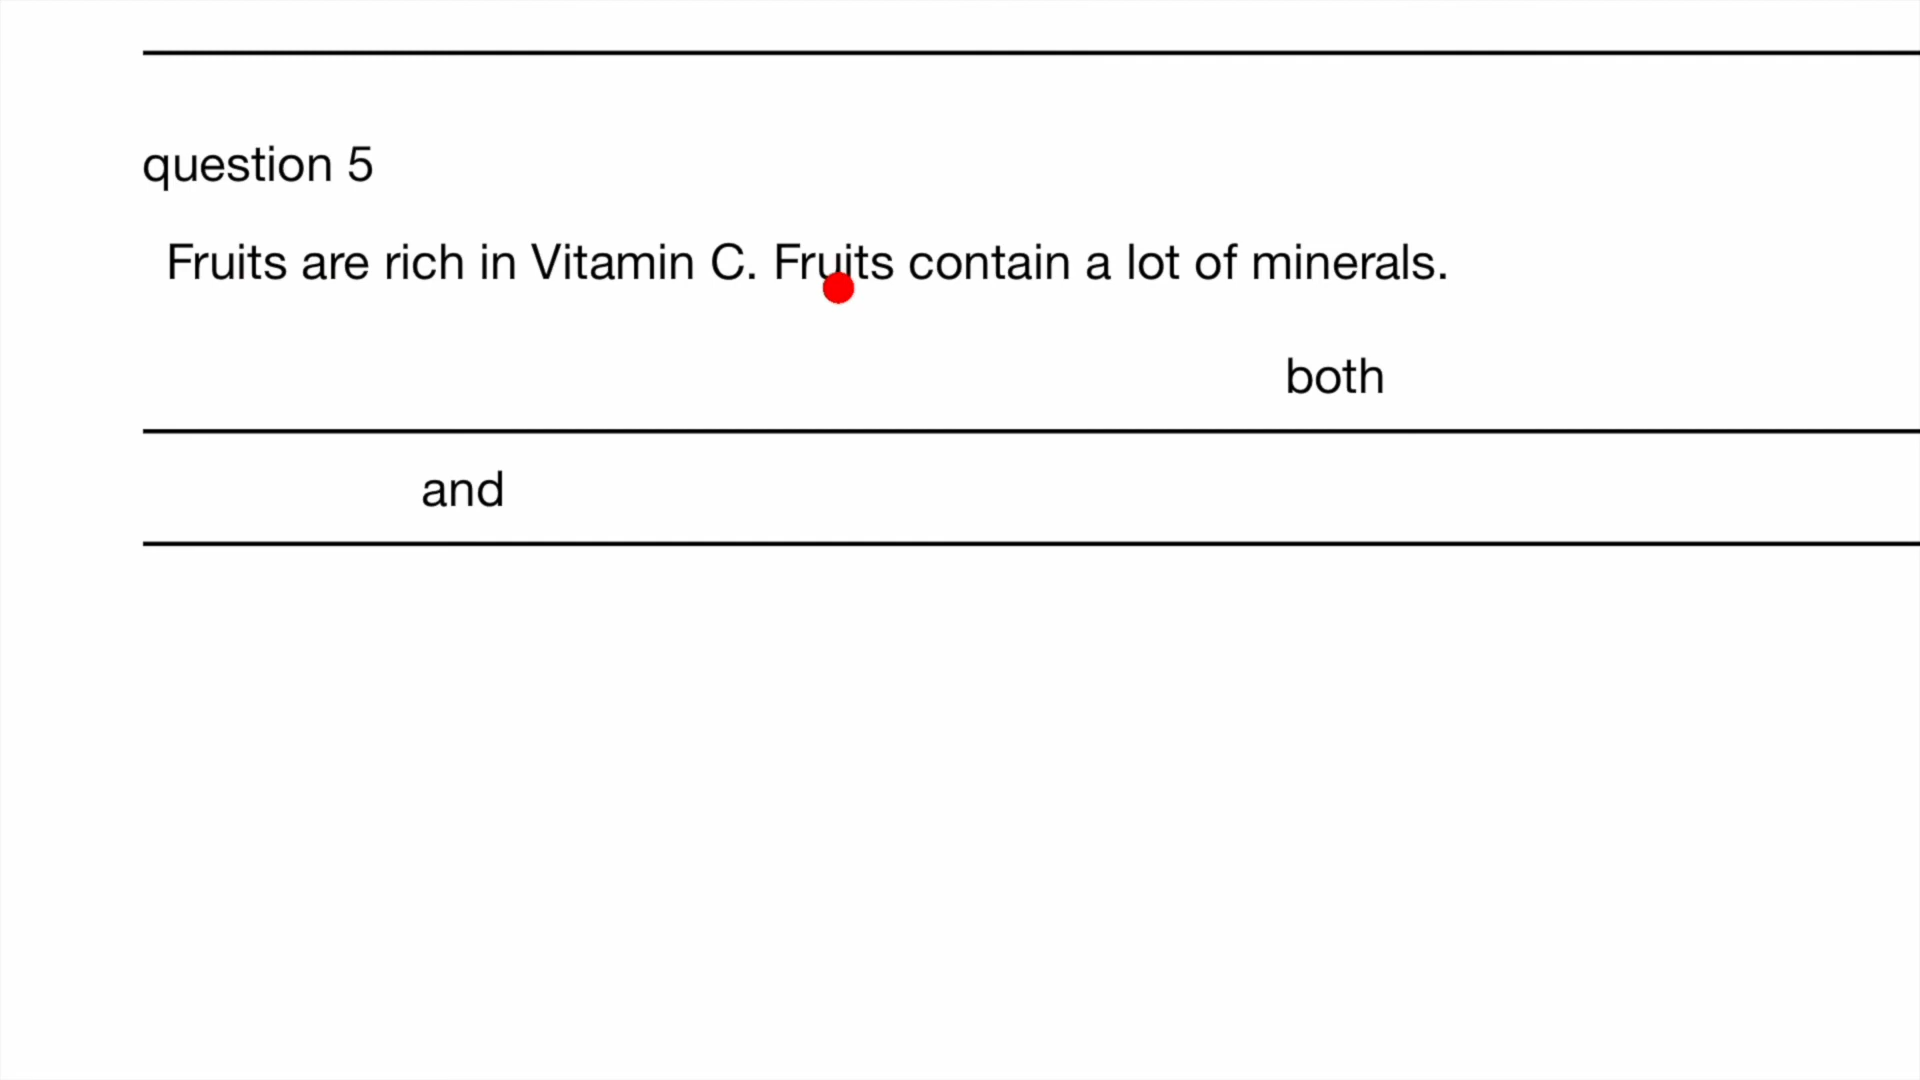 question 5
Fruits are rich in Vitamin C. Fruits contain a lot of minerals.
both
and